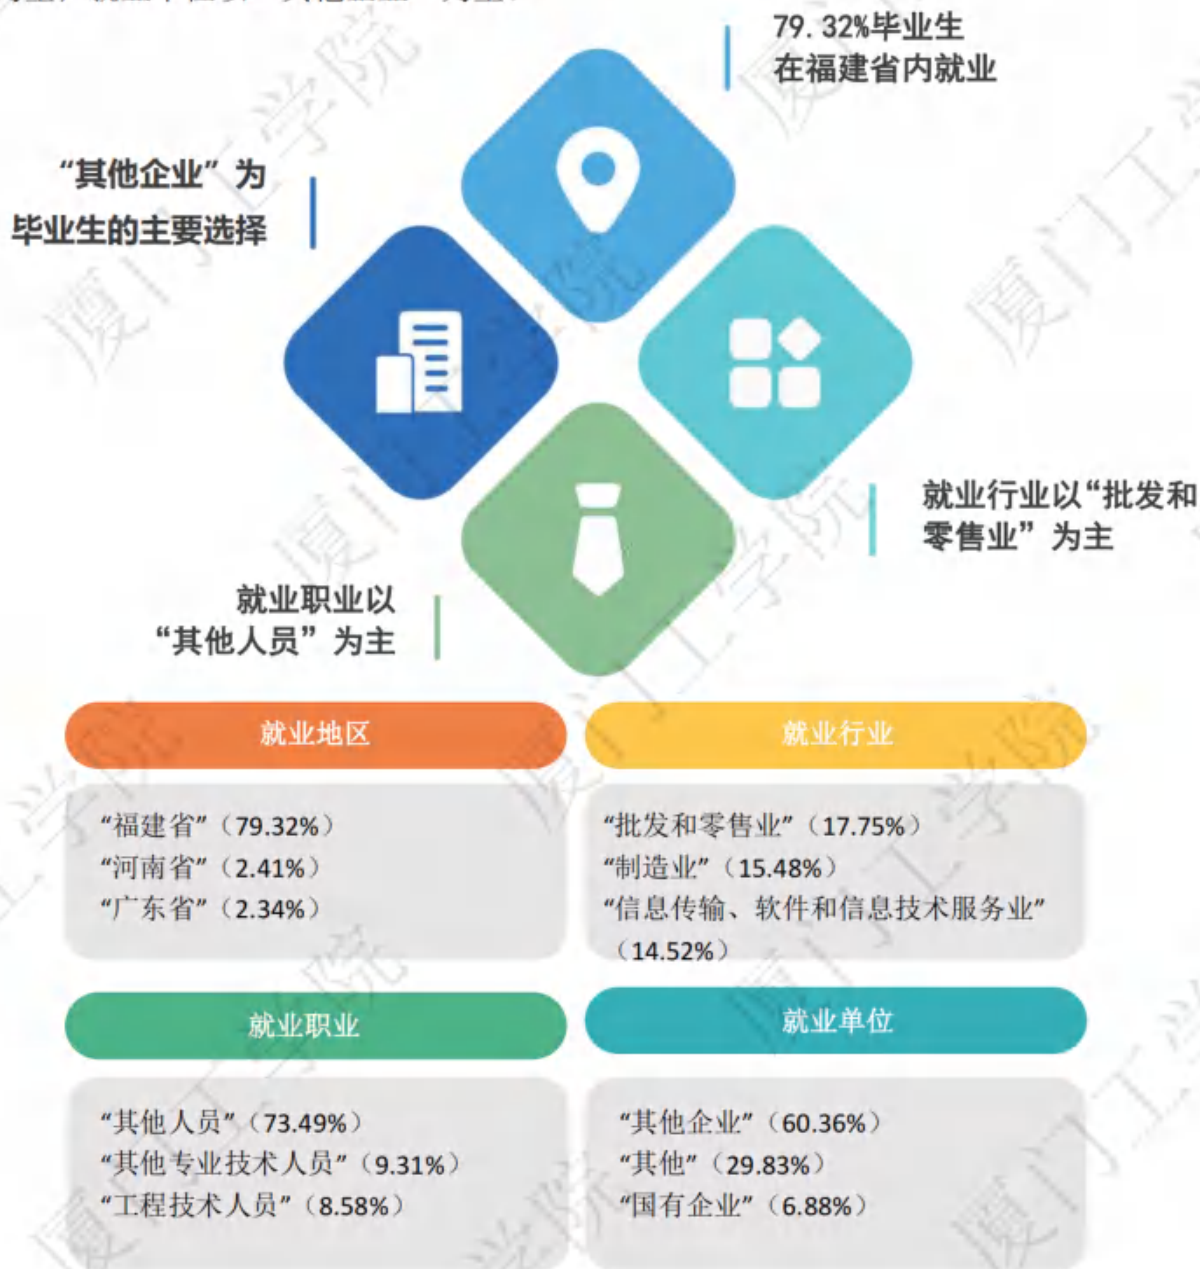 79.32%毕业生
在福建省内就业
“其他企业”为
毕业生的主要选择
就业行业以“批发和
零售业”为主
就业职业以
“其他人员”为主
就业地区
“福建省”（79.32%）
“河南省”（2.41%）
“广东省”（2.34%）
就业行业
“批发和零售业”（17.75%）
“制造业”（15.48%）
“信息传输、软件和信息技术服务业”
（14.52%）
就业职业
“其他人员”（73.49%）
“其他专业技术人员”（9.31%）
“工程技术人员”（8.58%）
就业单位
“其他企业”（60.36%）
“其他”（29.83%）
“国有企业”（6.88%）
厦门工学院